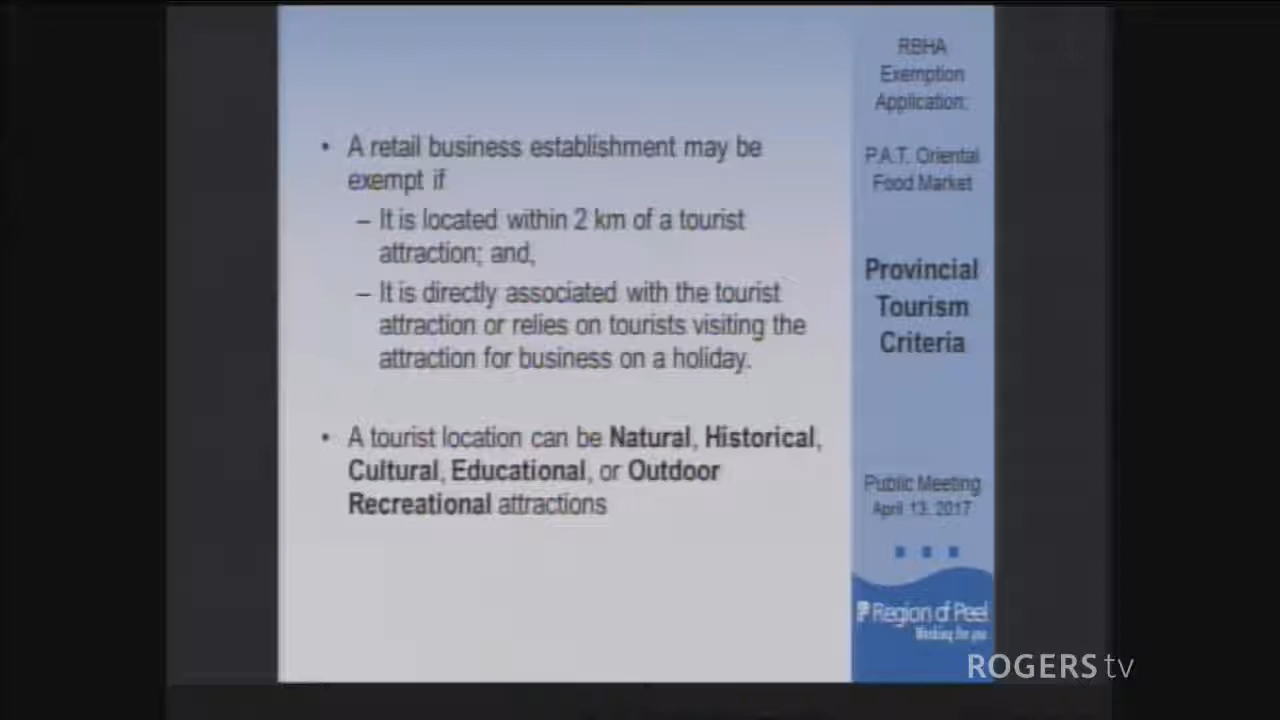 • A retail business establishment may be
exempt if
– It is located within 2 km of a tourist
attraction; and,
– It is directly associated with the tourist
attraction or relies on tourists visiting the
attraction for business on a holiday.
• A tourist location can be Natural, Historical,
Cultural, Educational, or Outdoor
Recreational attractions
RBHA
Exemption
Application:
P.A.T. Oriental
Food Market
Provincial
Tourism
Criteria
Public Meeting
April 13, 2017
Region of Peel
Working for you
ROGERS tv